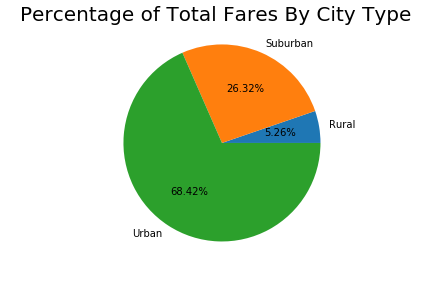 Percentage of Total Fares By City Type
Suburban
26.32%
Rural
5.26%
68.42%
Urban